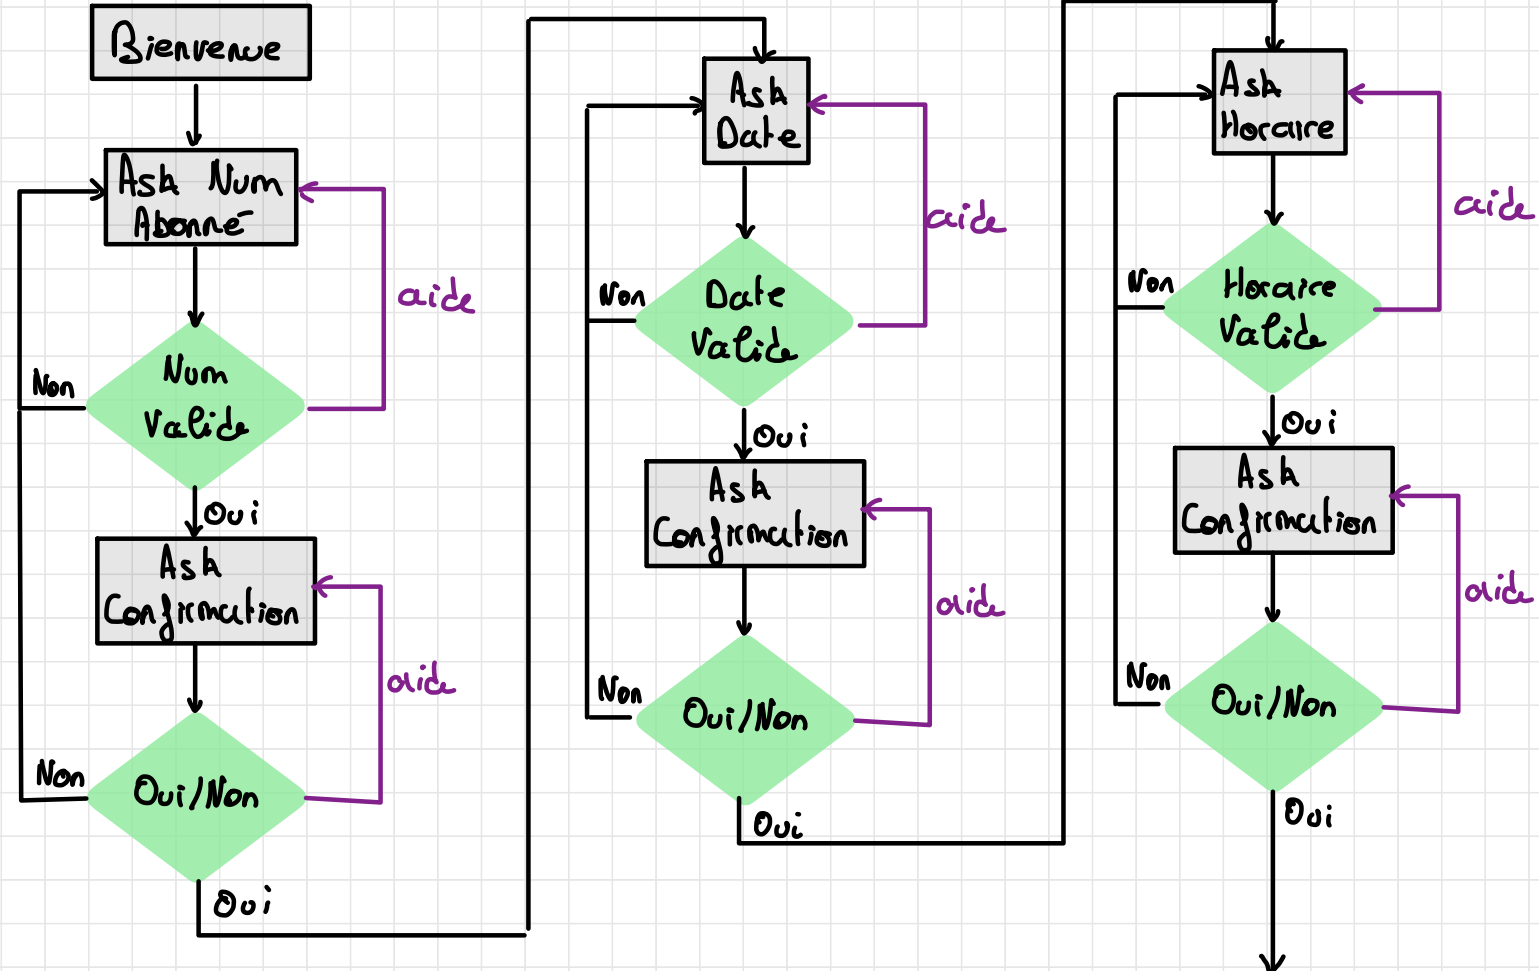 Bienvenue
Ask Num
Abonné
aide
Num
Valide
Non
Oui
Ask
Confirmation
aide
Oui/Non
Non
Oui
Ask
Date
aide
Date
Valide
Non
Oui
Ask
Confirmation
aide
Oui/Non
Non
Oui
Ask
Horaire
aide
Horaire
Valide
Non
Oui
Ask
Confirmation
aide
Oui/Non
Non
Oui